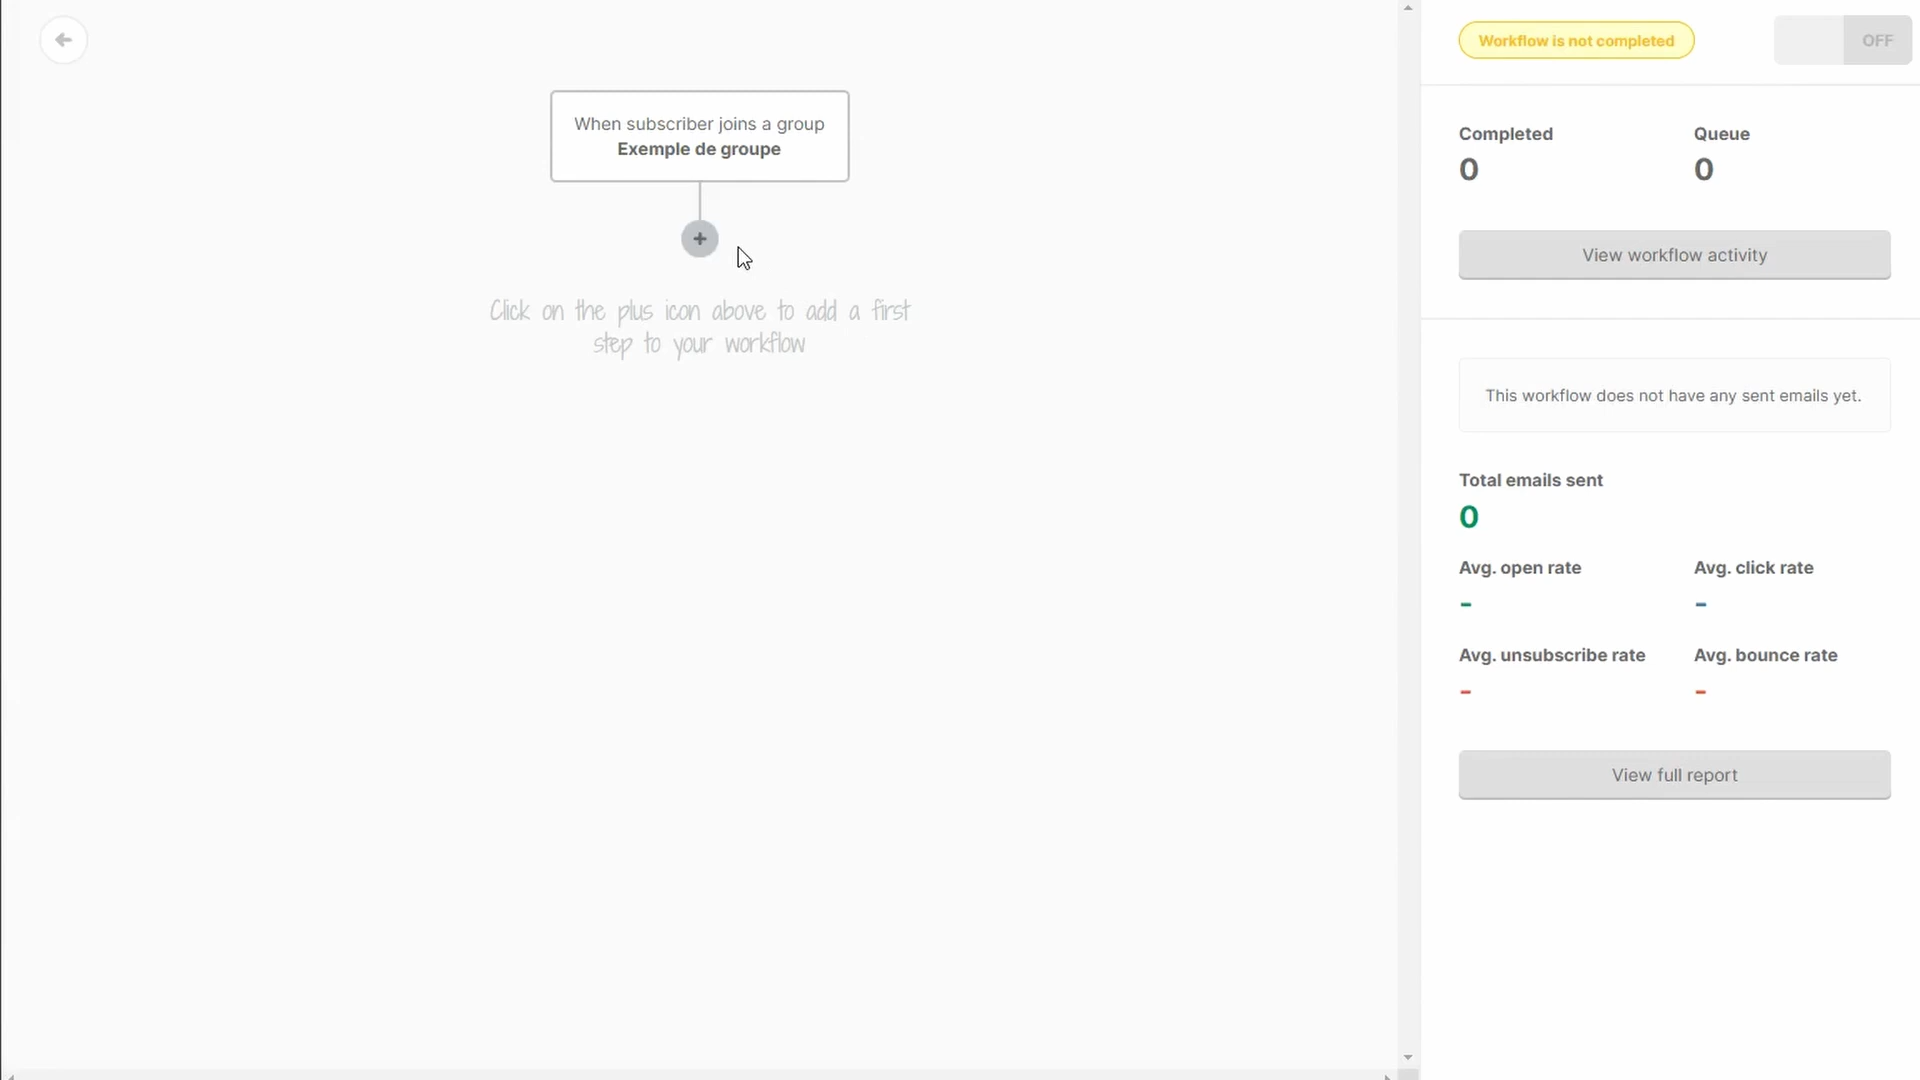 Workflow is not completed
OFF
When subscriber joins a group
Exemple de groupe
Click on the plus icon above to add a first
step to your workflow
Completed
Queue
0
0
View workflow activity
This workflow does not have any sent emails yet.
Total emails sent
0
Avg. open rate
Avg. click rate
-
-
Avg. unsubscribe rate
Avg. bounce rate
-
-
View full report